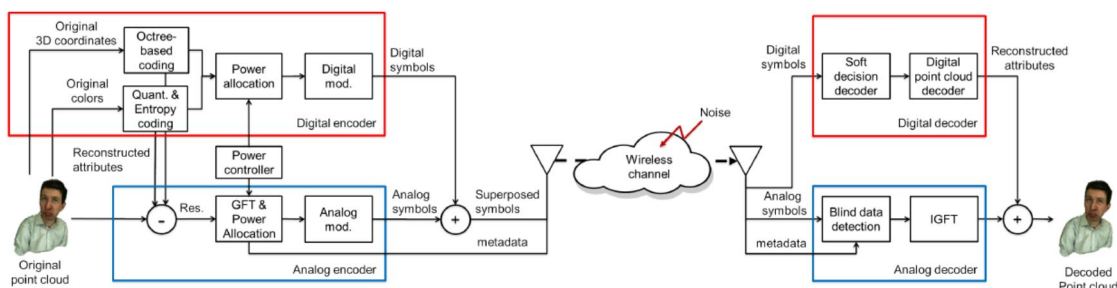 Original
3D coordinates
Octree-
based
coding
Original
colors
Quant. &
Entropy
coding
Power
allocation
Digital
mod.
Digital
symbols
Digital encoder
Reconstructed
attributes
Power
controller
Res.
GFT &
Power
Allocation
Analog
mod.
Analog
symbols
Analog encoder
Original
point cloud
-
+
Superposed
symbols
metadata
Wireless
channel
Noise
Digital
symbols
Soft
decision
decoder
Digital
point cloud
decoder
Digital decoder
Reconstructed
attributes
Analog
symbols
metadata
Blind data
detection
IGFT
Analog decoder
+
Decoded
Point cloud